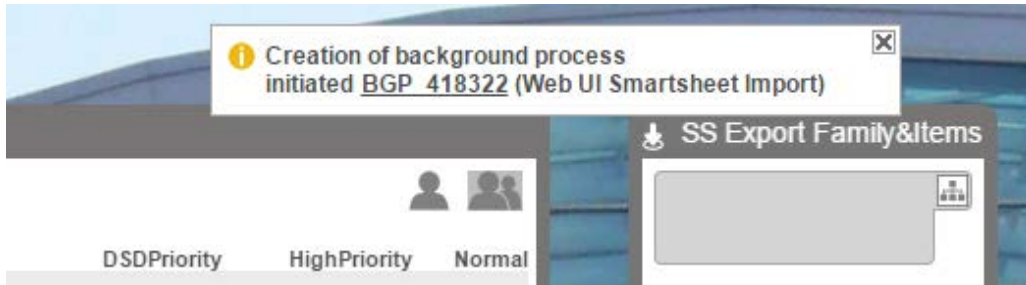 Creation of background process
initiated BGP_418322 (Web UI Smartsheet Import)
SS Export Family&Items
DSDPriority HighPriority Normal